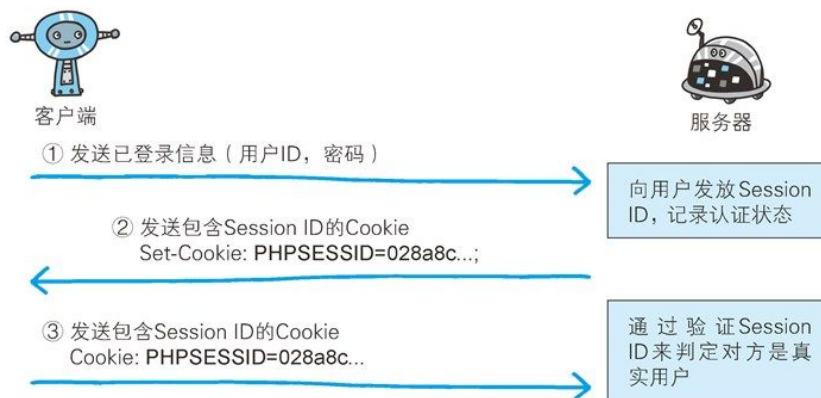 客户端
服务器
① 发送已登录信息（用户ID，密码）
向用户发放Session
ID，记录认证状态
② 发送包含Session ID的Cookie
Set-Cookie: PHPSESSID=028a8c...;
③ 发送包含Session ID的Cookie
Cookie: PHPSESSID=028a8c...
通过验证Session
ID来判定对方是真
实用户